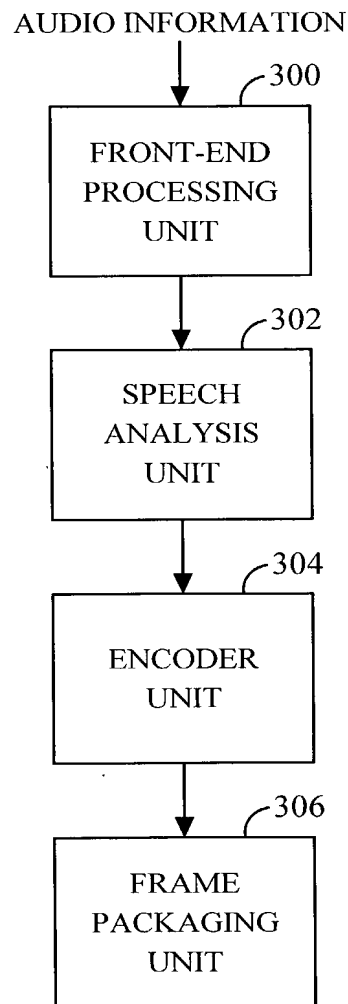 AUDIO INFORMATION
300
FRONT-END
PROCESSING
UNIT
302
SPEECH
ANALYSIS
UNIT
304
ENCODER
UNIT
306
FRAME
PACKAGING
UNIT